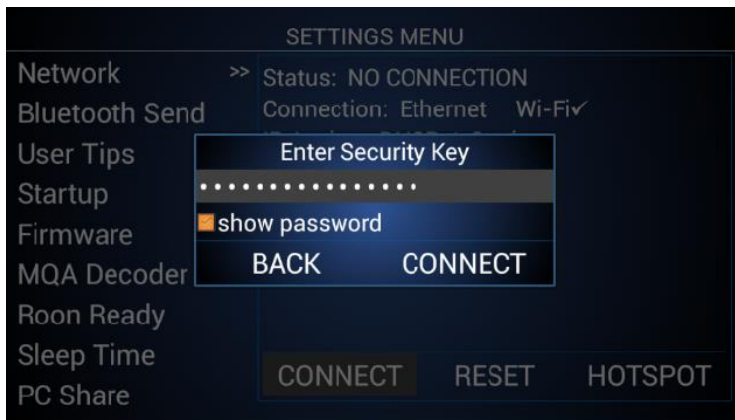 SETTINGS MENU
Network >>
Bluetooth Send
User Tips
Startup
Firmware
MQA Decoder
Roon Ready
Sleep Time
PC Share
Status: NO CONNECTION
Connection: Ethernet Wi-Fi✓
Enter Security Key
••••••••••••••••
show password
BACK CONNECT
CONNECT RESET HOTSPOT